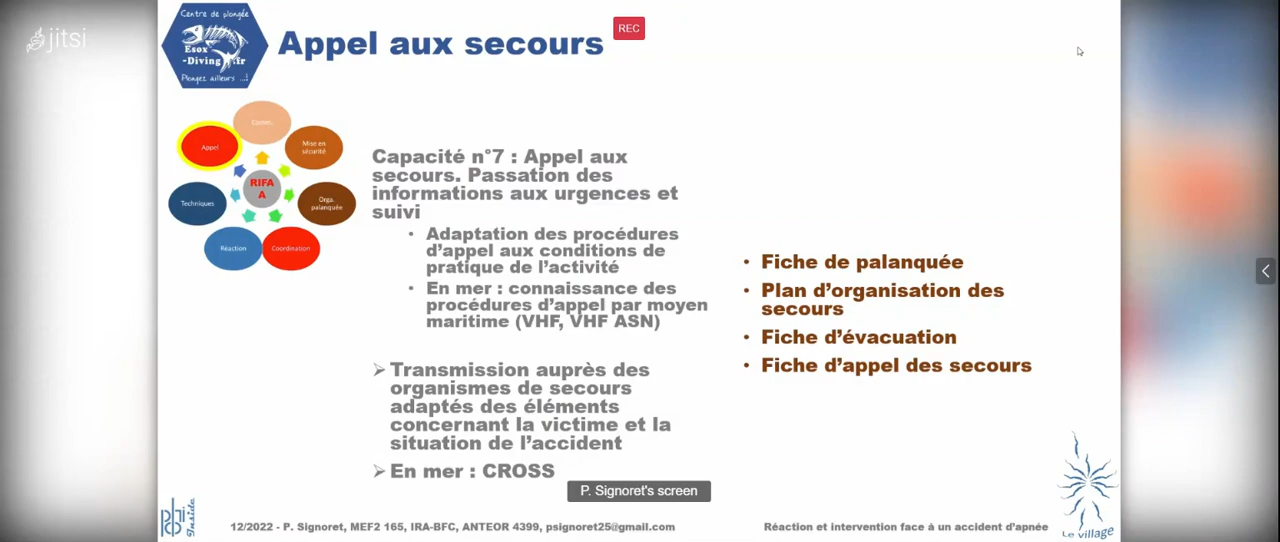 jitsi
Centre de plongée
Esox
-Diving.fr
Plongez ailleurs ...!
Appel aux secours
REC
Comm.
Appel
Mise en
sécurité
RIFA
A
Techniques
Orga.
palanquée
Réaction
Coordination
Capacité n°7 : Appel aux
secours. Passation des
informations aux urgences et
suivi
• Adaptation des procédures
d’appel aux conditions de
pratique de l’activité
• En mer : connaissance des
procédures d’appel par moyen
maritime (VHF, VHF ASN)
➢ Transmission auprès des
organismes de secours
adaptés des éléments
concernant la victime et la
situation de l’accident
➢ En mer : CROSS
• Fiche de palanquée
• Plan d’organisation des
secours
• Fiche d’évacuation
• Fiche d’appel des secours
P. Signoret's screen
Inside
12/2022 - P. Signoret, MEF2 165, IRA-BFC, ANTEOR 4399, psignoret25@gmail.com
Réaction et intervention face à un accident d’apnée
Le village